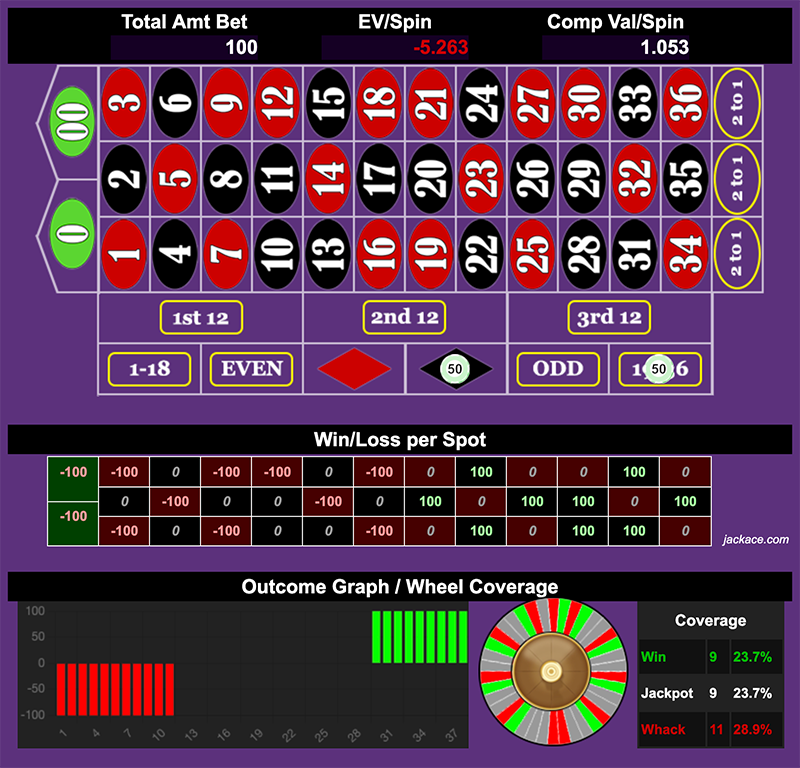 Total Amt Bet EV/Spin Comp Val/Spin
100 -5.263 1.053
00 3 6 9 12 15 18 21 24 27 30 33 36 2 to 1
2 5 8 11 14 17 20 23 26 29 32 35 2 to 1
0 1 4 7 10 13 16 19 22 25 28 31 34 2 to 1
1st 12 2nd 12 3rd 12
1-18 EVEN 50 ODD 50
Win/Loss per Spot
-100 -100 0 -100 -100 0 -100 0 100 0 0 100 0
0 -100 0 0 -100 0 100 0 100 100 0 100
-100 -100 0 -100 0 0 -100 0 100 0 100 100 0
jackace.com
Outcome Graph / Wheel Coverage
100
50
0
-50
-100
1 4 7 10 13 16 19 22 25 28 31 34 37
Coverage
Win 9 23.7%
Jackpot 9 23.7%
Whack 11 28.9%